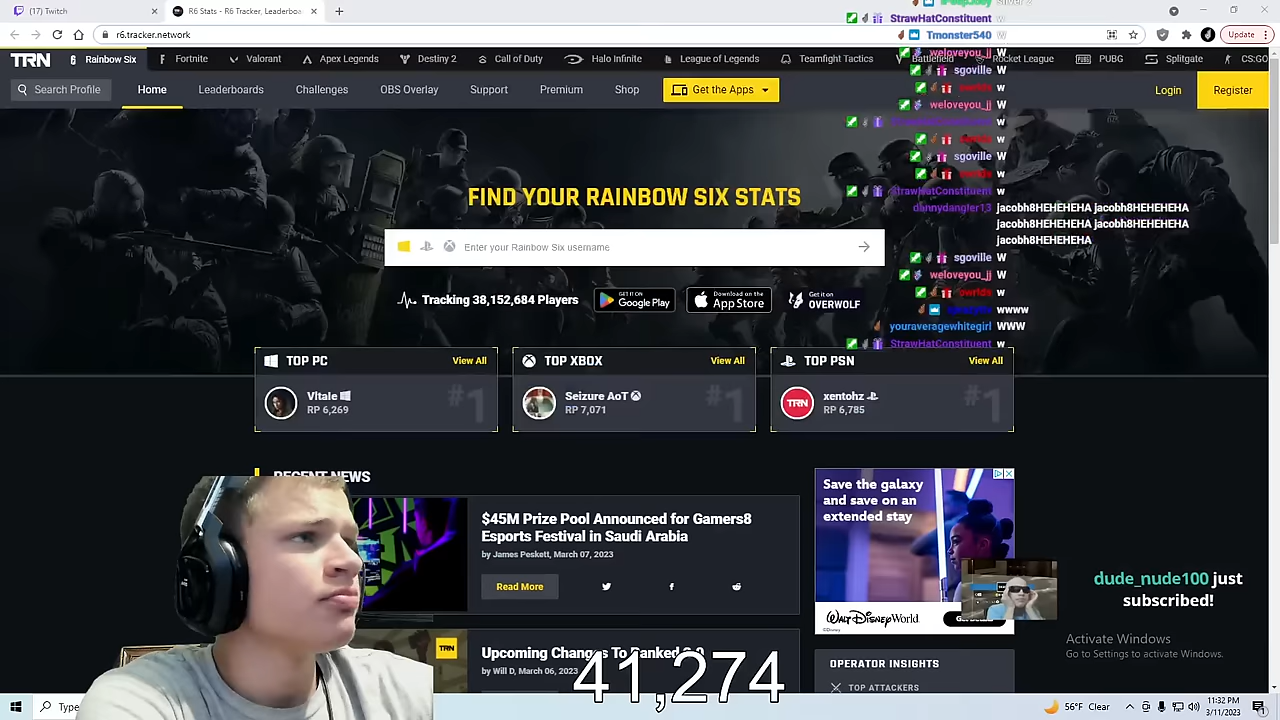 (17) Twitch
R6 Stats - R6 Tracker, Leaderboa
r6.tracker.network
Update
TRN
Rainbow Six
Fortnite
Valorant
Apex Legends
Destiny 2
Call of Duty
Halo Infinite
League of Legends
Teamfight Tactics
Battlefield
Rocket League
PUBG
Splitgate
CS:GO
Search Profile
Home
Leaderboards
Challenges
OBS Overlay
Support
Premium
Shop
Get the Apps
Login
Register
StrawHatConstituent w
Tmonster540 w
weloveyou_jj W
sgoville W
w
weloveyou_jj W
StrawHatConstituent w
w
sgoville W
w
StrawHatConstituent w
dannydangler13 jacobh8HEHEHEHA jacobh8HEHEHEHA
jacobh8HEHEHEHA jacobh8HEHEHEHA
jacobh8HEHEHEHA
sgoville W
weloveyou_jj W
w
wwww
youraveragewhitegirl WWW
StrawHatConstituent w
FIND YOUR RAINBOW SIX STATS
Enter your Rainbow Six username
Tracking 38,152,684 Players
GET IT ON
Google Play
Download on the
App Store
Get it on
OVERWOLF
TOP PC
View All
Vitale
RP 6,269
#1
TOP XBOX
View All
Seizure AoT
RP 7,071
#1
TOP PSN
View All
TRN
xentohz
RP 6,785
#1
RECENT NEWS
$45M Prize Pool Announced for Gamers8
Esports Festival in Saudi Arabia
by James Peskett, March 07, 2023
Read More
TRN
Upcoming Changes To Ranked
by Will D, March 06, 2023
41,274
Save the galaxy
and save on an
extended stay
Walt Disney World
©Disney
OPERATOR INSIGHTS
TOP ATTACKERS
dude_nude100 just
subscribed!
Activate Windows
Go to Settings to activate Windows.
Type
56°F Clear
11:32 PM
3/11/2023